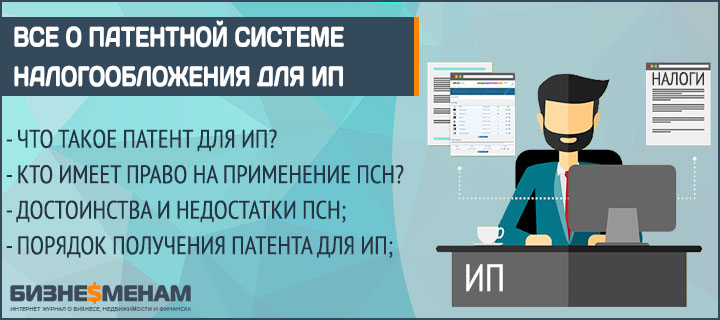 ВСЕ О ПАТЕНТНОЙ СИСТЕМЕ
НАЛОГООБЛОЖЕНИЯ ДЛЯ ИП
- ЧТО ТАКОЕ ПАТЕНТ ДЛЯ ИП?
- КТО ИМЕЕТ ПРАВО НА ПРИМЕНЕНИЕ ПСН?
- ДОСТОИНСТВА И НЕДОСТАТКИ ПСН;
- ПОРЯДОК ПОЛУЧЕНИЯ ПАТЕНТА ДЛЯ ИП;
НАЛОГИ
ИП
БИЗНЕ$МЕНАМ
ИНТЕРНЕТ ЖУРНАЛ О БИЗНЕСЕ, НЕДВИЖИМОСТИ И ФИНАНСАХ